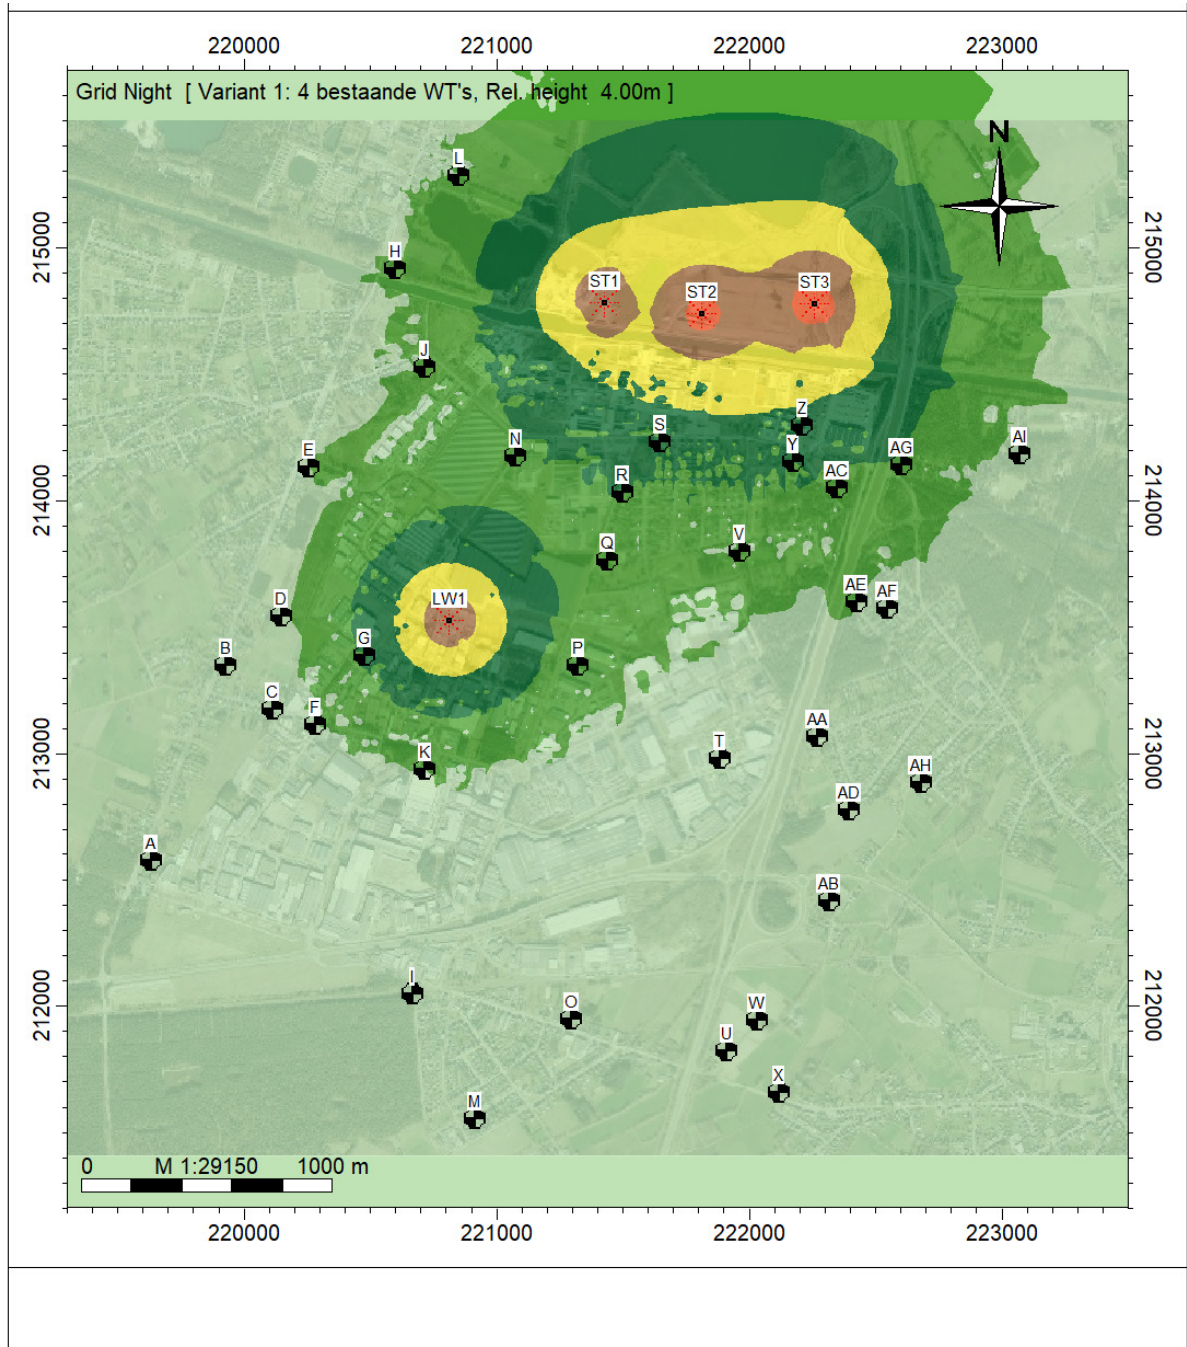 220000 221000 222000 223000
Grid Night [ Variant 1: 4 bestaande WT's, Rel. height 4.00m ]
N
L
215000 215000
H
ST1 ST2 ST3
J
Z
S
N
Y
E
R
AC
AG
AI
214000 214000
Q
V
D
LW1
AE
AF
B
G
P
C
F
K
T
AA
213000 213000
AH
AD
A
AB
I
O
W
212000 212000
U
X
M
0 M 1:29150 1000 m
220000 221000 222000 223000